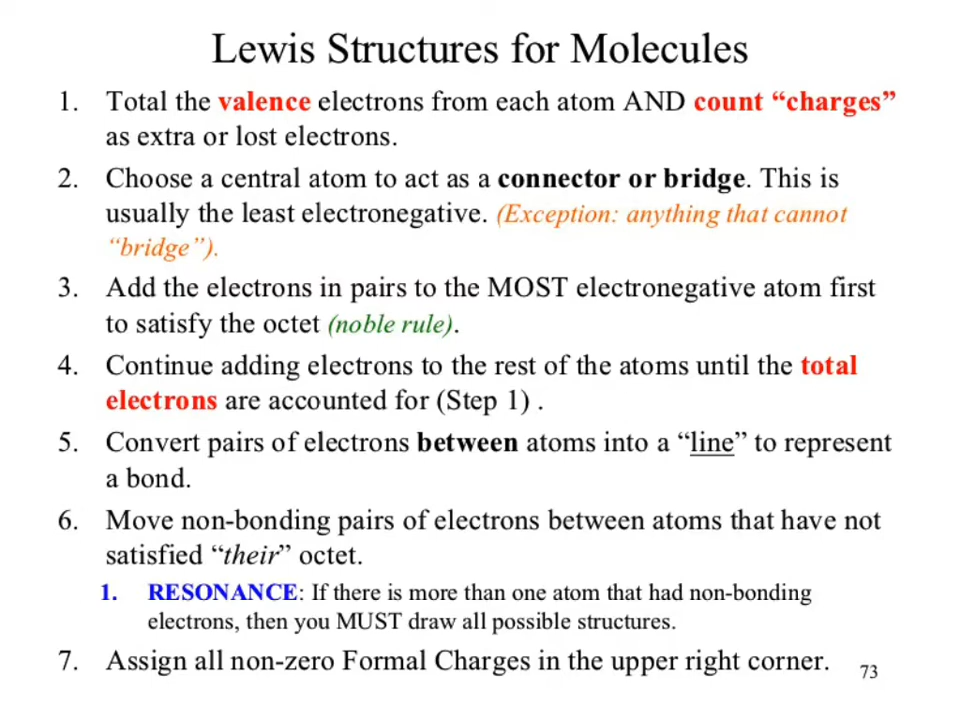 Lewis Structures for Molecules
1. Total the valence electrons from each atom AND count “charges”
as extra or lost electrons.
2. Choose a central atom to act as a connector or bridge. This is
usually the least electronegative. (Exception: anything that cannot
“bridge”).
3. Add the electrons in pairs to the MOST electronegative atom first
to satisfy the octet (noble rule).
4. Continue adding electrons to the rest of the atoms until the total
electrons are accounted for (Step 1) .
5. Convert pairs of electrons between atoms into a “line” to represent
a bond.
6. Move non-bonding pairs of electrons between atoms that have not
satisfied “their” octet.
1. RESONANCE: If there is more than one atom that had non-bonding
electrons, then you MUST draw all possible structures.
7. Assign all non-zero Formal Charges in the upper right corner.
73